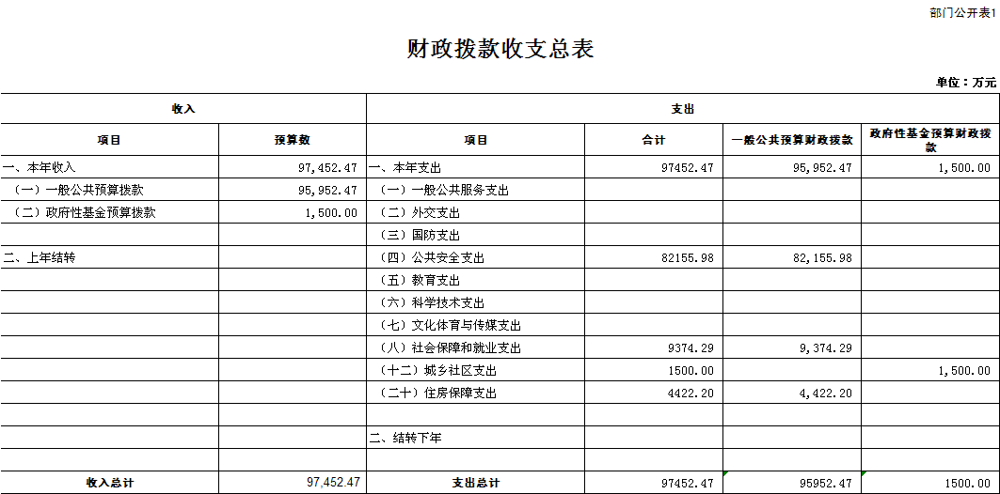 部门公开表1
财政拨款收支总表
单位：万元
收入 支出
项目 预算数 项目 合计 一般公共预算财政拨款 政府性基金预算财政拨
款
一、本年收入 97,452.47 一、本年支出 97452.47 95,952.47 1,500.00
（一）一般公共预算拨款 95,952.47 （一）一般公共服务支出
（二）政府性基金预算拨款 1,500.00 （二）外交支出
（三）国防支出
二、上年结转 （四）公共安全支出 82155.98 82,155.98
（五）教育支出
（六）科学技术支出
（七）文化体育与传媒支出
（八）社会保障和就业支出 9374.29 9,374.29
（十二）城乡社区支出 1500.00 1,500.00
（二十）住房保障支出 4422.20 4,422.20
二、结转下年
收入总计 97,452.47 支出总计 97452.47 95952.47 1500.00